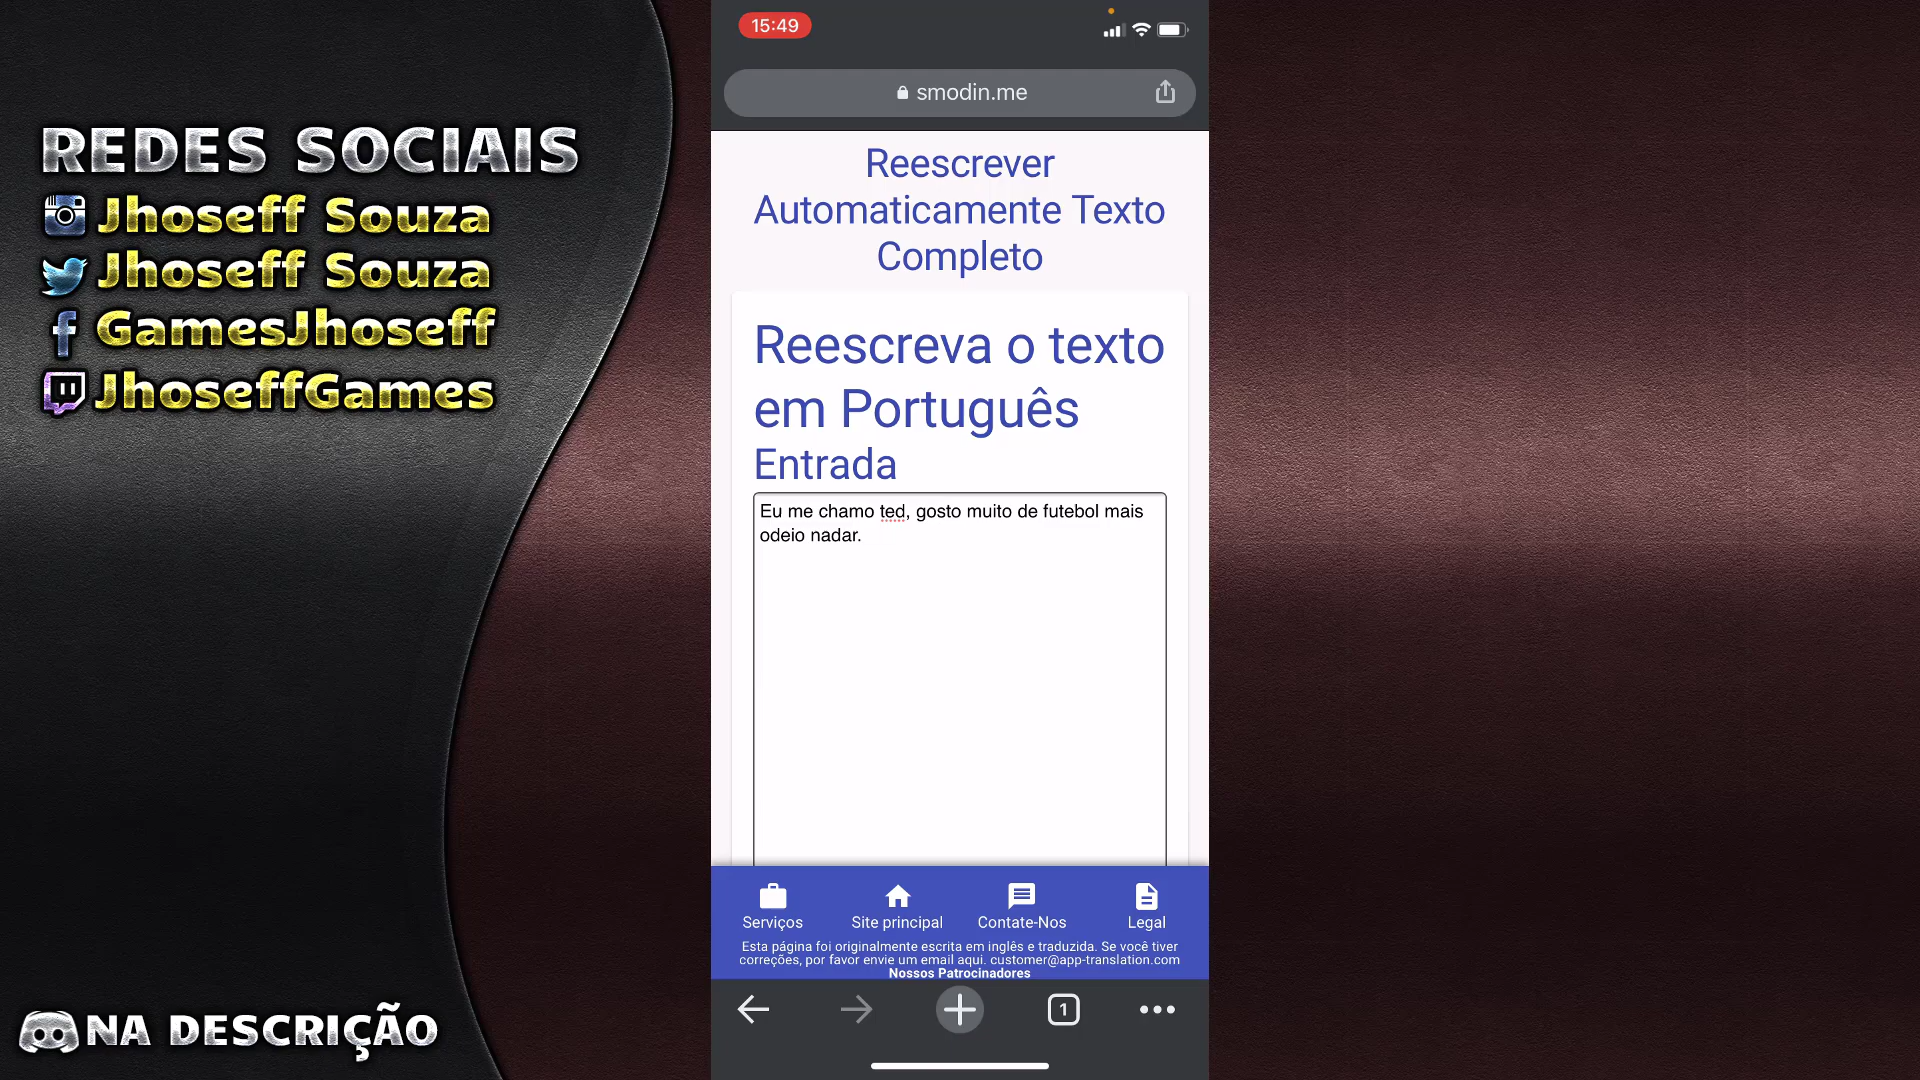 REDES SOCIAIS
Jhoseff Souza
Jhoseff Souza
GamesJhoseff
JhoseffGames
NA DESCRIÇÃO
15:49
smodin.me
Reescrever
Automaticamente Texto
Completo
Reescreva o texto
em Português
Entrada
Eu me chamo ted, gosto muito de futebol mais
odeio nadar.
Serviços
Site principal
Contate-Nos
Legal
Esta página foi originalmente escrita em inglês e traduzida. Se você tiver
correções, por favor envie um email aqui. customer@app-translation.com
Nossos Patrocinadores
1